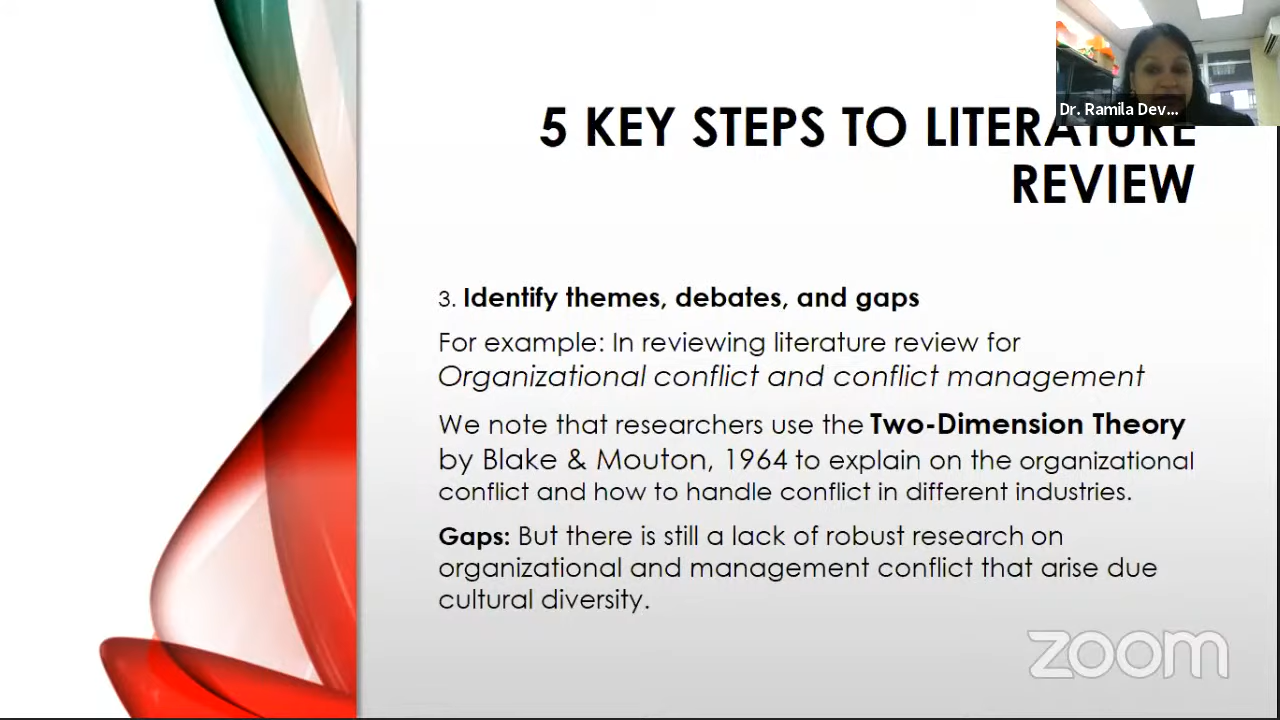 Dr. Ramila Dev...
5 KEY STEPS TO LITERATURE
REVIEW
3. Identify themes, debates, and gaps
For example: In reviewing literature review for
Organizational conflict and conflict management
We note that researchers use the Two-Dimension Theory
by Blake & Mouton, 1964 to explain on the organizational
conflict and how to handle conflict in different industries.
Gaps: But there is still a lack of robust research on
organizational and management conflict that arise due
cultural diversity.
zoom